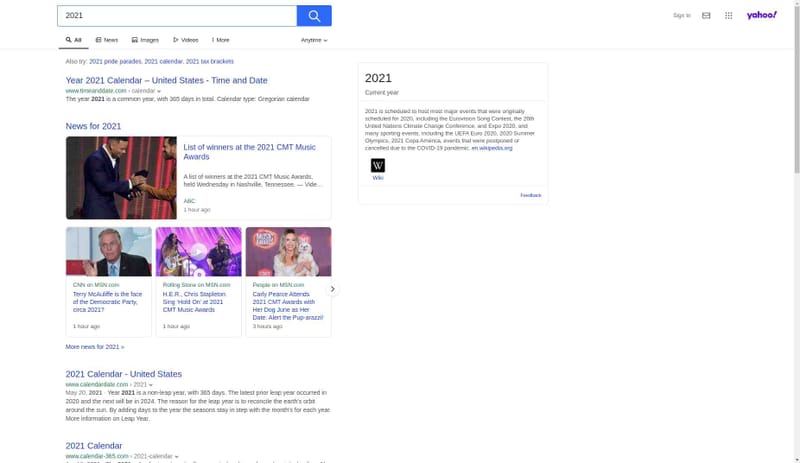 2021
Sign In
yahoo!
All
News
Images
Videos
More
Anytime
Also try: 2021 pride parades, 2021 calendar, 2021 tax brackets
Year 2021 Calendar – United States - Time and Date
www.timeanddate.com › calendar
The year 2021 is a common year, with 365 days in total. Calendar type: Gregorian calendar
News for 2021
List of winners at the 2021 CMT Music
Awards
A list of winners at the 2021 CMT Music Awards,
held Wednesday in Nashville, Tennessee. — Vide...
ABC
1 hour ago
CNN on MSN.com
Terry McAuliffe is the face
of the Democratic Party,
circa 2021?
1 hour ago
Rolling Stone on MSN.com
H.E.R., Chris Stapleton
Sing 'Hold On' at 2021
CMT Music Awards
1 hour ago
People on MSN.com
Carly Pearce Attends
2021 CMT Awards with
Her Dog June as Her
Date: Alert the Pup-arazzi!
3 hours ago
More news for 2021 »
2021 Calendar - United States
www.calendardate.com › 2021
May 20, 2021 · Year 2021 is a non-leap year, with 365 days. The latest prior leap year occurred in
2020 and the next will be in 2024. The reason for the leap year is to reconcile the earth's orbit
around the sun. By adding days to the year the seasons stay in step with the month's for each year.
More information on Leap Year.
2021 Calendar
www.calendar-365.com › 2021-calendar
2021
Current year
2021 is scheduled to host most major events that were originally
scheduled for 2020, including the Eurovision Song Contest, the 26th
United Nations Climate Change Conference, and Expo 2020, and
many sporting events, including the UEFA Euro 2020, 2020 Summer
Olympics, 2021 Copa América, events that were postponed or
cancelled due to the COVID-19 pandemic. en.wikipedia.org
W
Wiki
Feedback